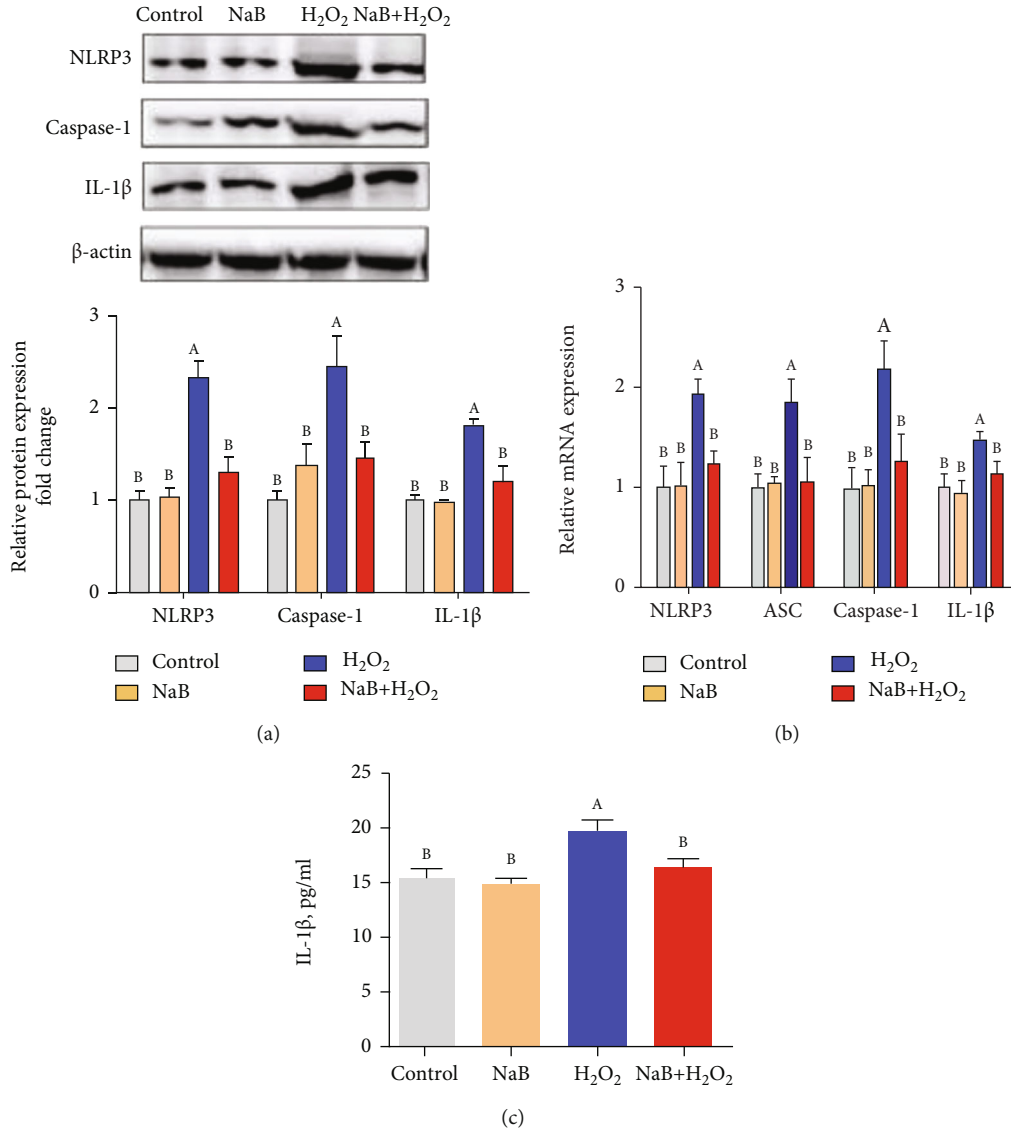 Control NaB H₂O₂ NaB+H₂O₂
NLRP3
Caspase-1
IL-1β
β-actin
Relative protein expression
fold change
3
2
1
0
B B A B
B B A B
B B A B
NLRP3 Caspase-1 IL-1β
Control H₂O₂
NaB NaB+H₂O₂
(a)
Relative mRNA expression
3
2
1
0
B B A B
B B A B
B B A B
B B A B
NLRP3 ASC Caspase-1 IL-1β
Control H₂O₂
NaB NaB+H₂O₂
(b)
IL-1β, pg/ml
25
20
15
10
5
0
B B A B
Control NaB H₂O₂ NaB+H₂O₂
(c)